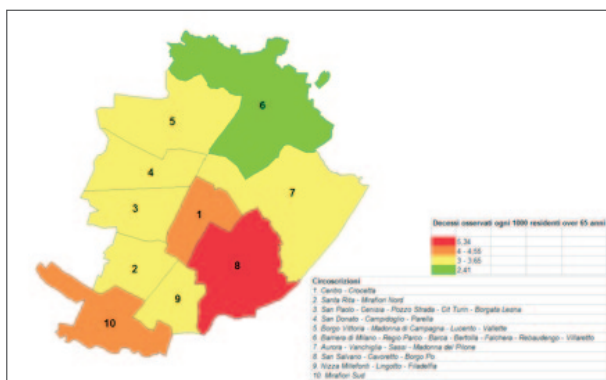 6
5
4
7
3
1
8
2
9
10
Decessi osservati ogni 1000 residenti over 65 anni
5,34
4 - 4,55
3 - 3,65
2,41
Circoscrizioni
1 Centro - Crocetta
2 Santa Rita - Mirafiori Nord
3 San Paolo - Cenisia - Pozzo Strada - Cit Turin - Borgata Lesna
4 San Donato - Campidoglio - Parella
5 Borgo Vittoria - Madonna di Campagna - Lucento - Vallette
6 Barriera di Milano - Regio Parco - Barca - Bertolla - Falchera - Rebaudengo - Villaretto
7 Aurora - Vanchiglia - Sassi - Madonna del Pilone
8 San Salvario - Cavoretto - Borgo Po
9 Nizza Millefonti - Lingotto - Filadelfia
10 Mirafiori Sud